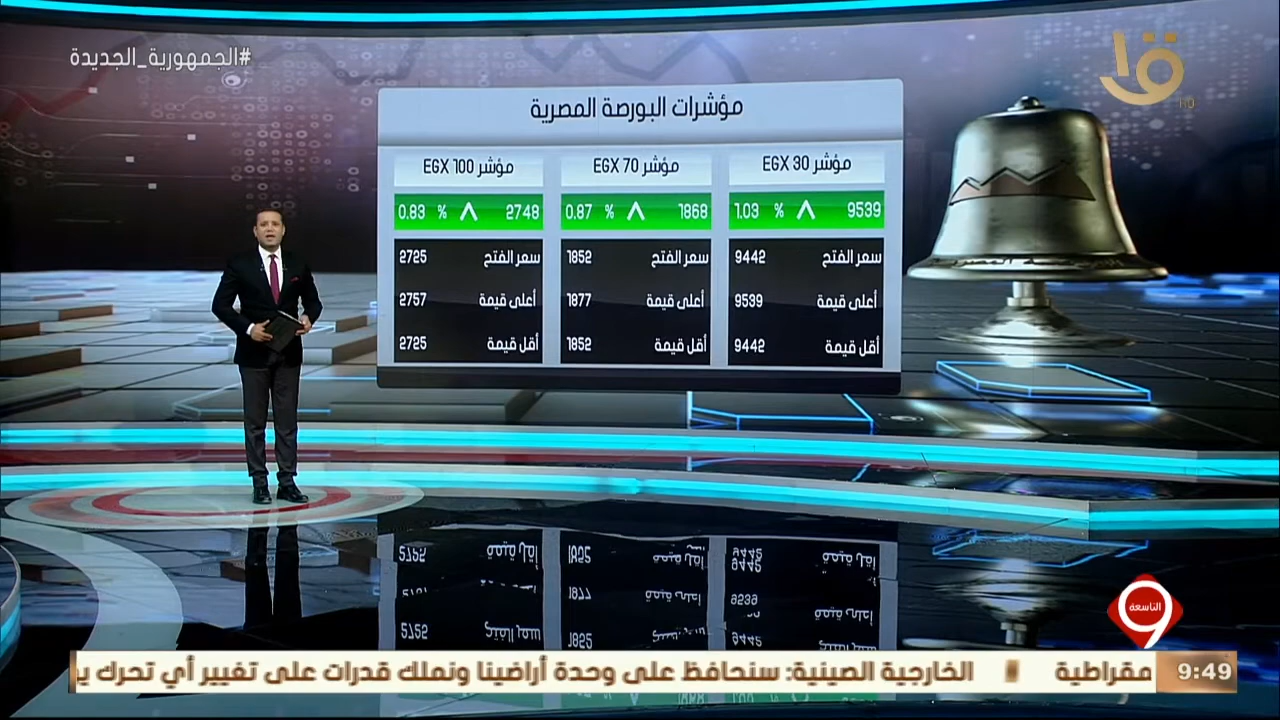 #الجمهورية_الجديدة
HD
مؤشرات البورصة المصرية
مؤشر EGX 30
9539 % 1.03
سعر الفتح 9442
أعلى قيمة 9539
أقل قيمة 9442
مؤشر EGX 70
1868 % 0.87
سعر الفتح 1852
أعلى قيمة 1877
أقل قيمة 1852
مؤشر EGX 100
2748 % 0.83
سعر الفتح 2725
أعلى قيمة 2757
أقل قيمة 2725
التاسعة
9
9:49 مقراطية الخارجية الصينية: سنحافظ على وحدة أراضينا ونملك قدرات على تغيير أي تحرك